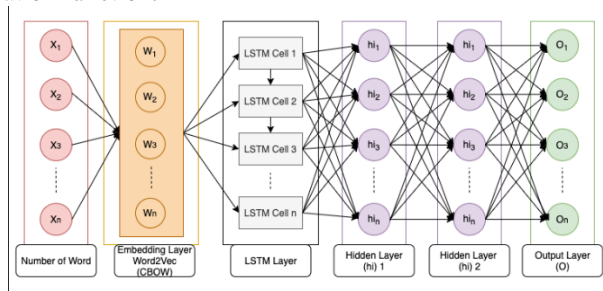 X1
X2
X3
Xn
Number of Word
W1
W2
W3
Wn
Embedding Layer
Word2Vec
(CBOW)
LSTM Cell 1
LSTM Cell 2
LSTM Cell 3
LSTM Cell n
LSTM Layer
hi1
hi2
hi3
hin
Hidden Layer
(hi) 1
hi1
hi2
hi3
hin
Hidden Layer
(hi) 2
O1
O2
O3
On
Output Layer
(O)